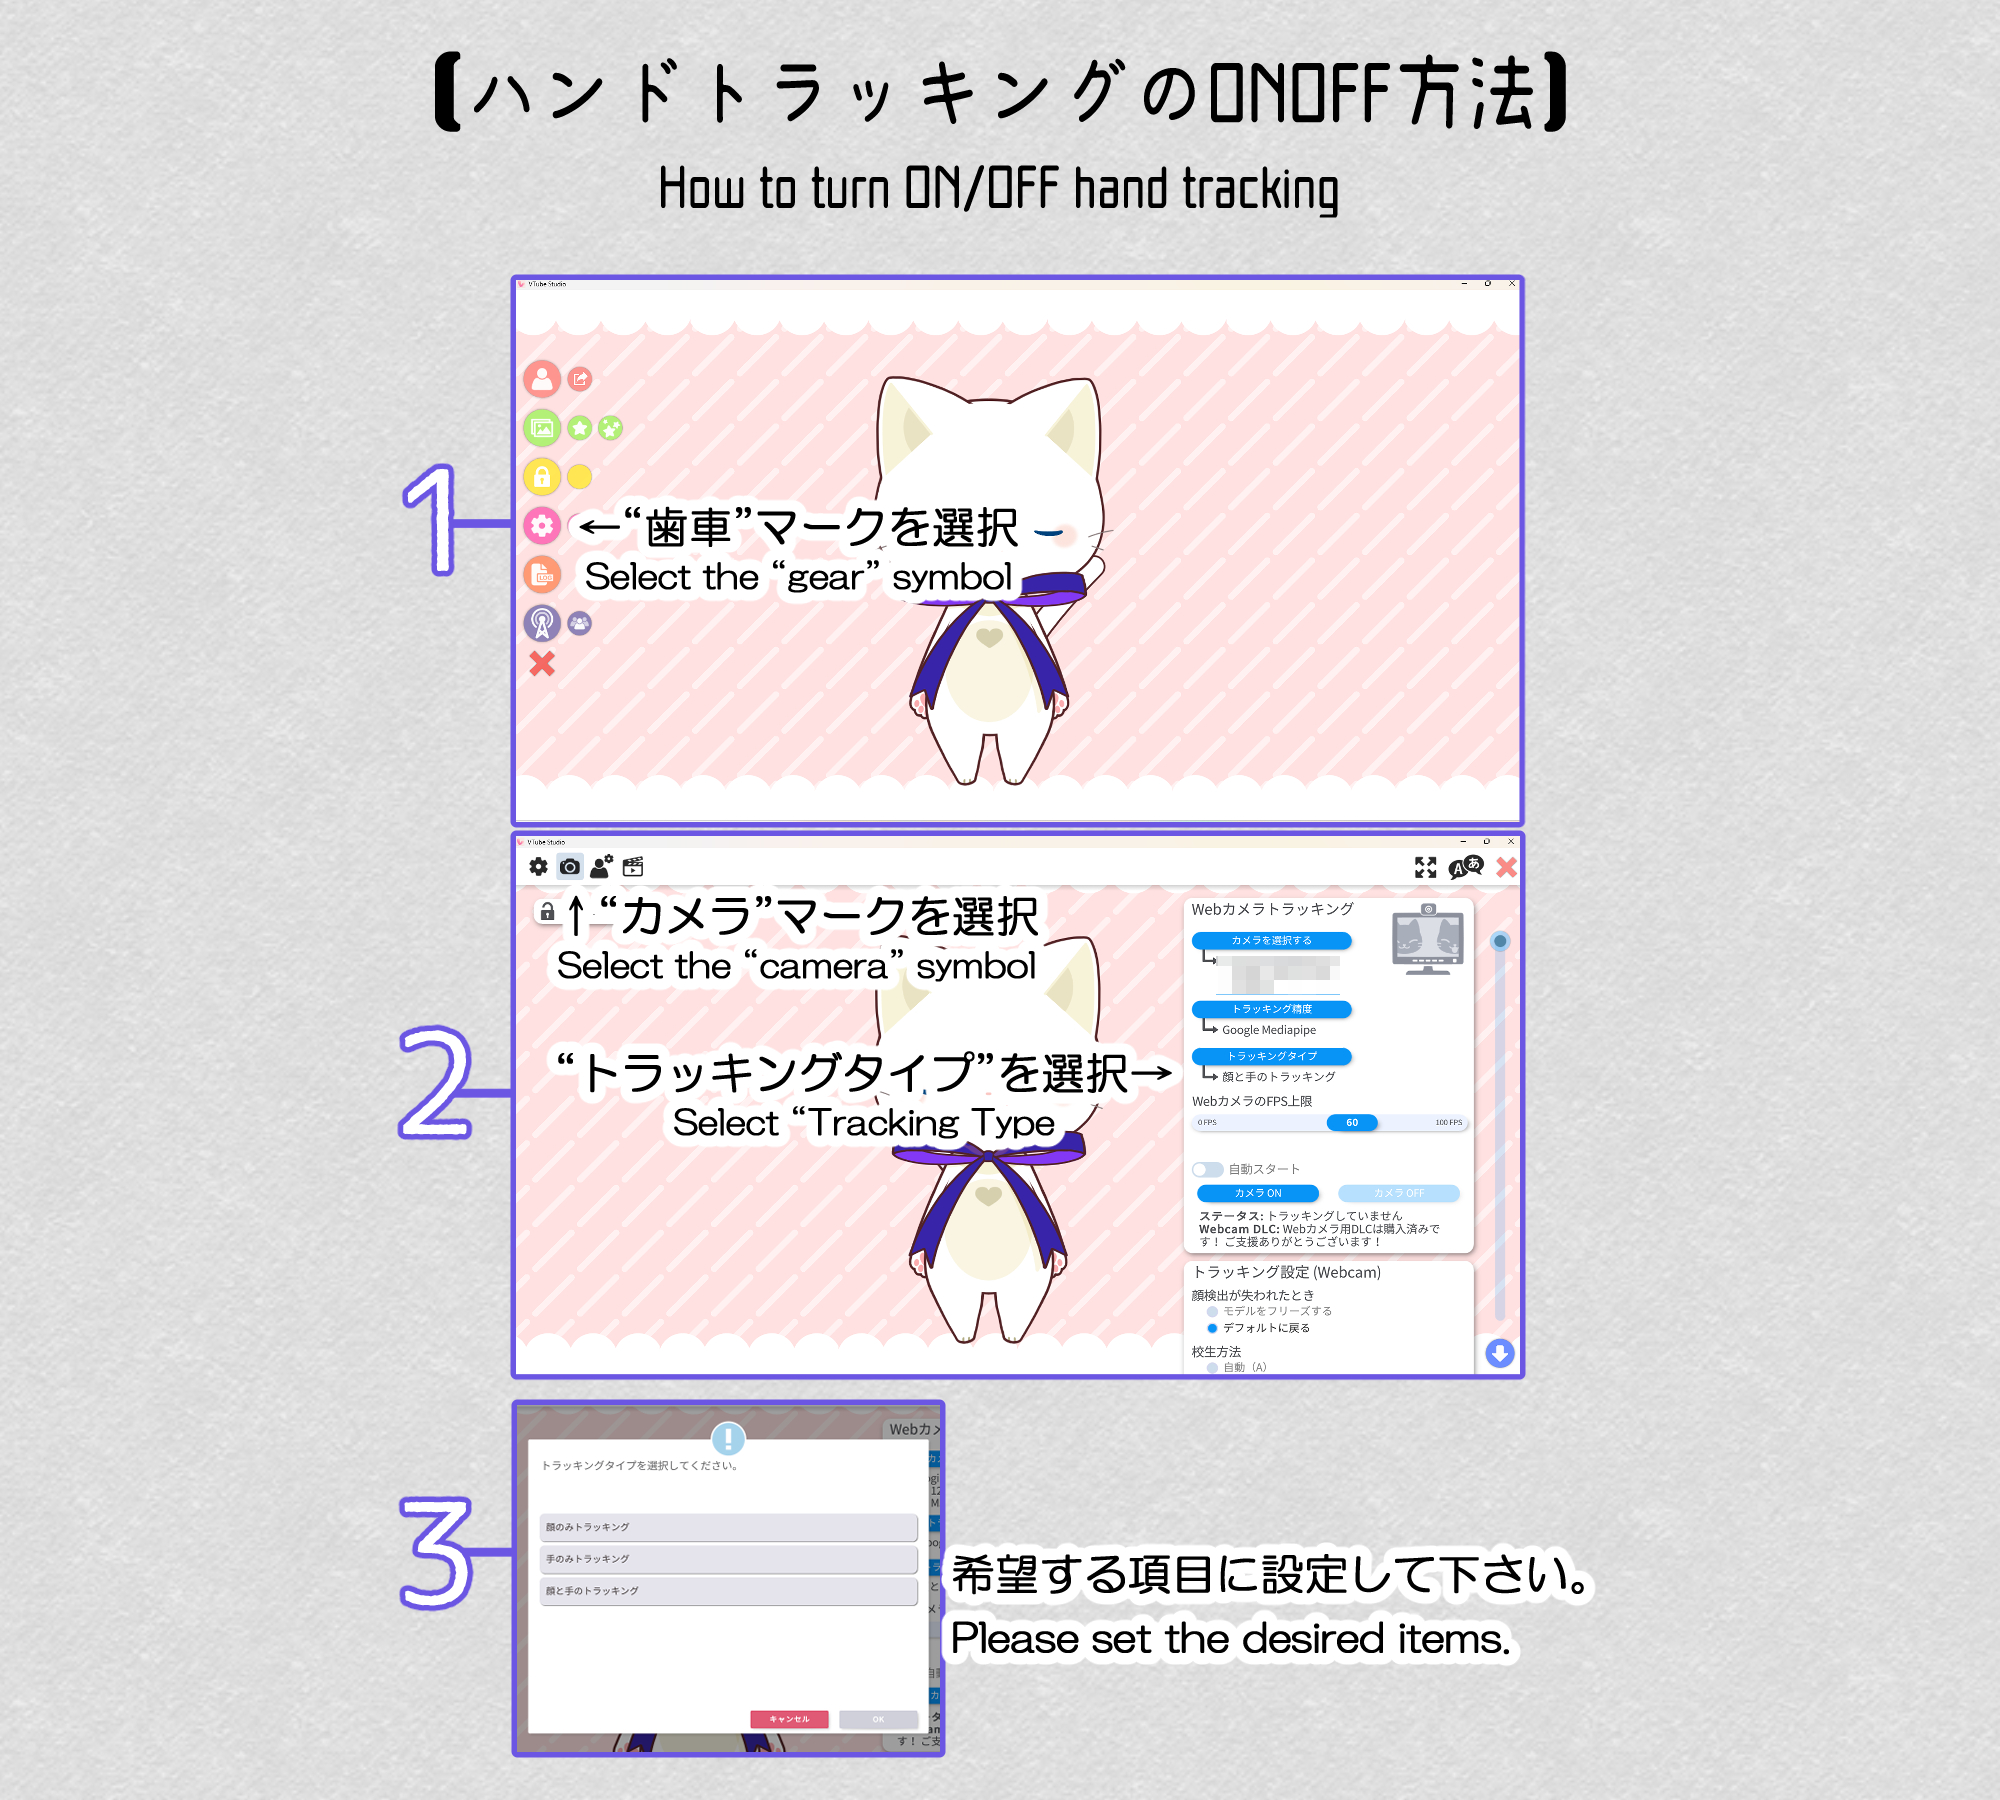 【ハンドトラッキングのONOFF方法】
How to turn ON/OFF hand tracking
1
VTube Studio
LOG
←“歯車”マークを選択
Select the “gear” symbol
2
VTube Studio
Aあ
↑“カメラ”マークを選択
Select the “camera” symbol
“トラッキングタイプ”を選択→
Select “Tracking Type
Webカメラトラッキング
カメラを選択する
トラッキング精度
Google Mediapipe
トラッキングタイプ
顔と手のトラッキング
WebカメラのFPS上限
0 FPS 60 100 FPS
自動スタート
カメラ ON カメラ OFF
ステータス: トラッキングしていません
Webcam DLC: Webカメラ用DLCは購入済みで
す！ ご支援ありがとうございます！
トラッキング設定 (Webcam)
顔検出が失われたとき
モデルをフリーズする
デフォルトに戻る
校生方法
自動（A）
3
Webカメ
トラッキングタイプを選択してください。
顔のみトラッキング
手のみトラッキング
顔と手のトラッキング
キャンセル OK
す！ ご支
希望する項目に設定して下さい。
Please set the desired items.